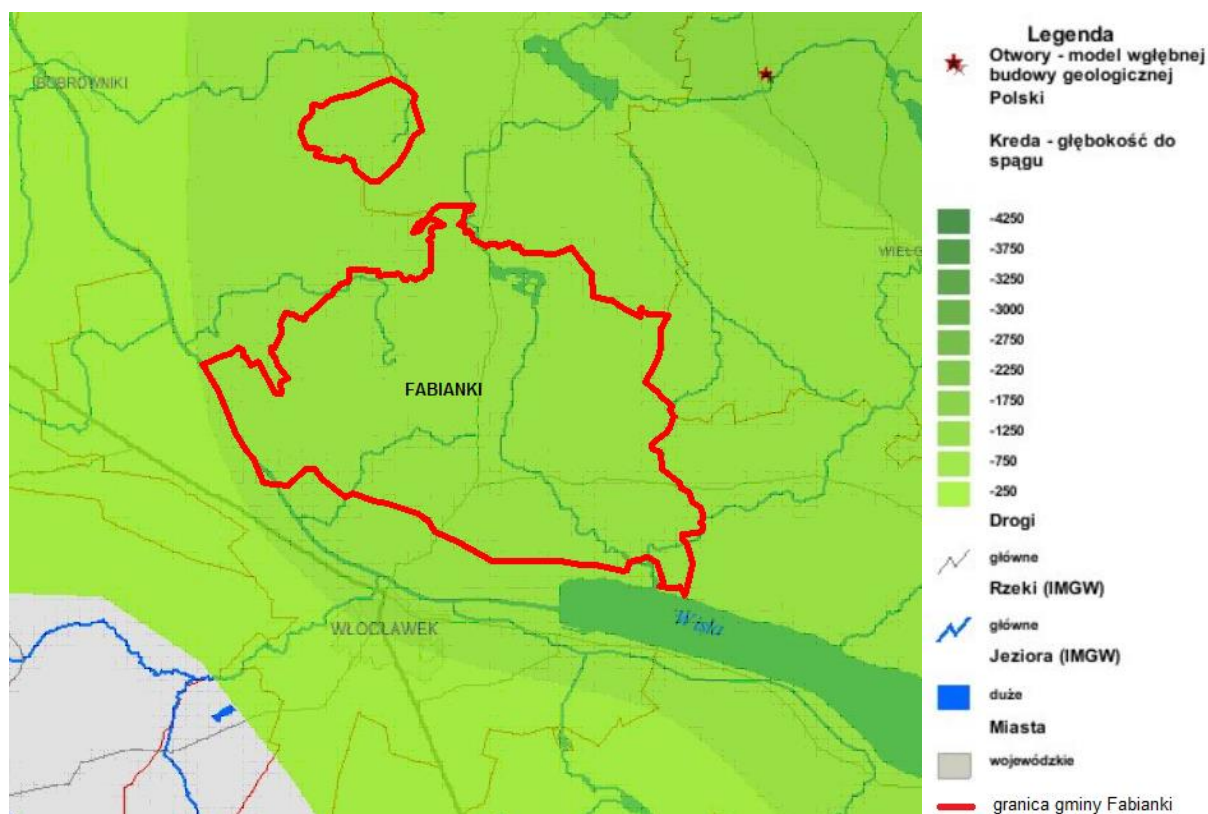 BOBROWNIKI
WIELG
FABIANKI
WŁOCŁAWEK
Wisła
Legenda
Otwory - model wgłębnej
budowy geologicznej
Polski
Kreda - głębokość do
spągu
-4250
-3750
-3250
-3000
-2750
-2250
-1750
-1250
-750
-250
Drogi
główne
Rzeki (IMGW)
główne
Jeziora (IMGW)
duże
Miasta
wojewódzkie
granica gminy Fabianki